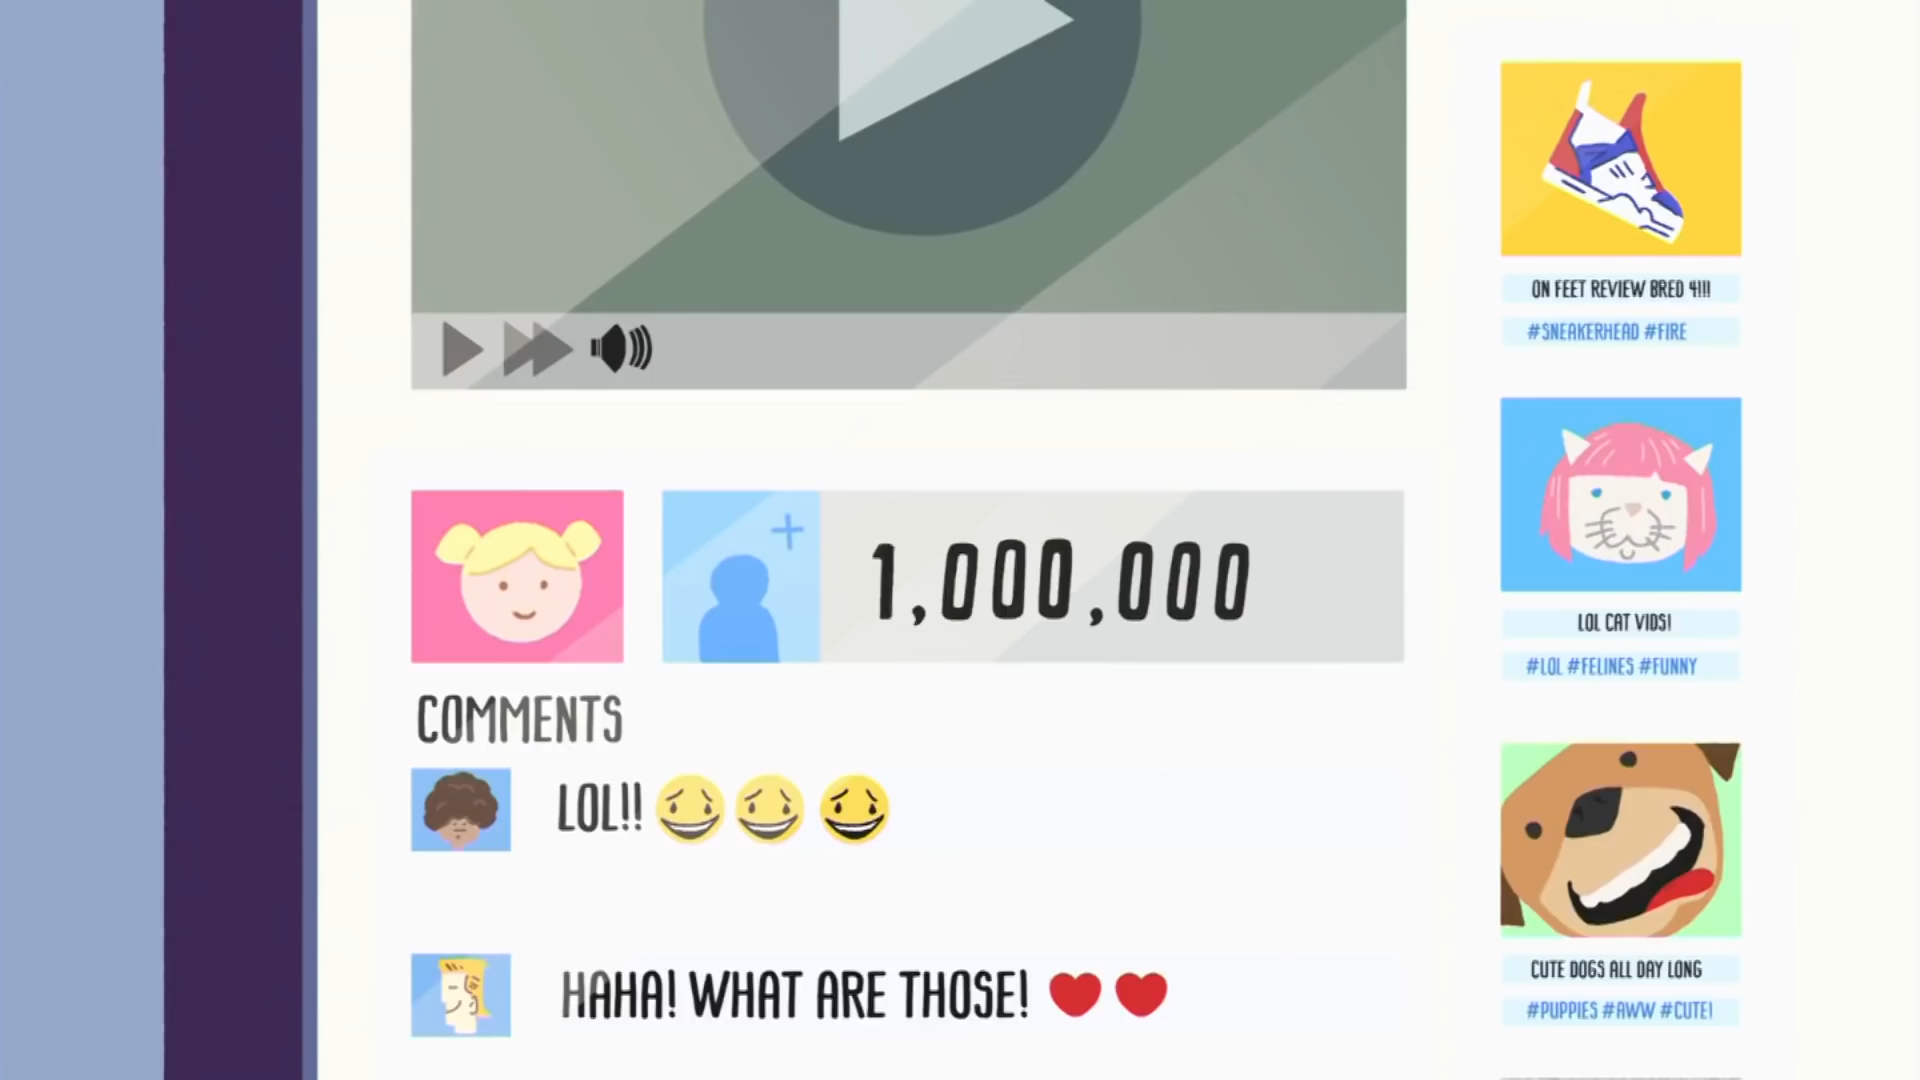 1,000,000
COMMENTS
LOL!!
HAHA! WHAT ARE THOSE!
ON FEET REVIEW BRED 4!!!
#SNEAKERHEAD #FIRE
LOL CAT VIDS!
#LOL #FELINES #FUNNY
CUTE DOGS ALL DAY LONG
#PUPPIES #AWW #CUTE!